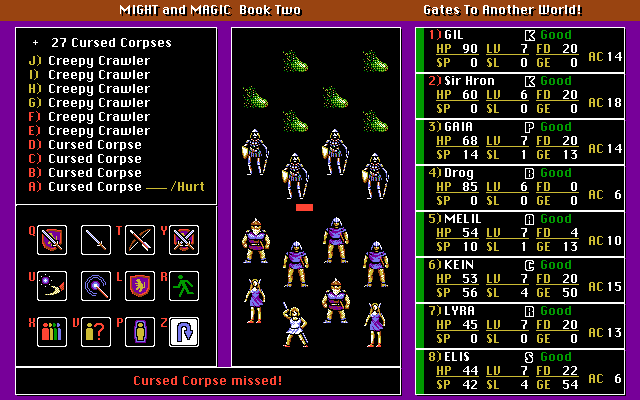 MIGHT and MAGIC Book Two
Gates To Another World!
+ 27 Cursed Corpses
J) Creepy Crawler
I) Creepy Crawler
H) Creepy Crawler
G) Creepy Crawler
F) Creepy Crawler
E) Creepy Crawler
D) Cursed Corpse
C) Cursed Corpse
B) Cursed Corpse
A) Cursed Corpse ___/Hurt
Q T Y
U L R
X V ? P Z
Cursed Corpse missed!
1) GIL K Good
HP 90 LV 7 FD 20
SP 0 SL 0 GE 0 AC 14
2) Sir Hron K Good
HP 60 LV 6 FD 20
SP 0 SL 0 GE 0 AC 18
3) GAIA P Good
HP 68 LV 7 FD 20
SP 14 SL 1 GE 13 AC 14
4) Drog B Good
HP 85 LV 6 FD 0
SP 0 SL 0 GE 0 AC 6
5) MELIL A Good
HP 54 LV 7 FD 4
SP 10 SL 1 GE 13 AC 10
6) KEIN C Good
HP 53 LV 7 FD 20
SP 56 SL 4 GE 50 AC 15
7) LYRA R Good
HP 45 LV 7 FD 20
SP 0 SL 0 GE 0 AC 13
8) ELIS S Good
HP 44 LV 7 FD 22
SP 42 SL 4 GE 54 AC 6